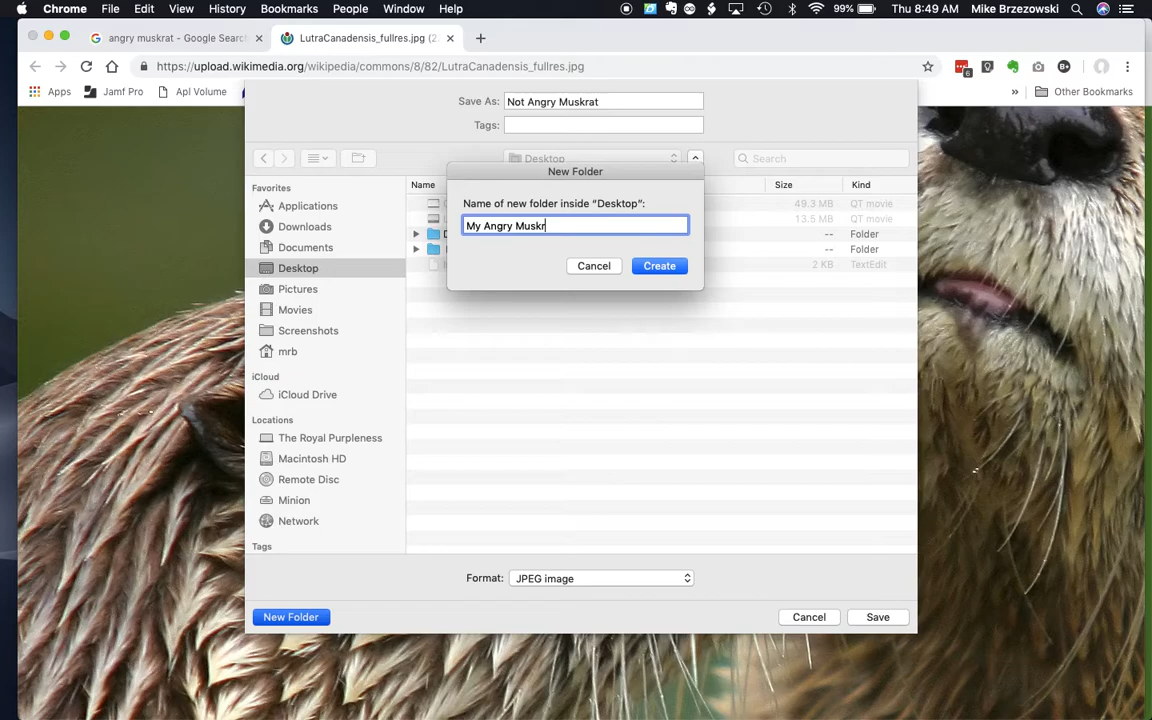 Chrome File Edit View History Bookmarks People Window Help 99% Thu 8:49 AM Mike Brzezowski
angry muskrat - Google Search LutraCanadensis_fullres.jpg (2
https://upload.wikimedia.org/wikipedia/commons/8/82/LutraCanadensis_fullres.jpg
6
Apps Jamf Pro Apl Volume » Other Bookmarks
Save As: Not Angry Muskrat
Tags:
Desktop Search
New Folder
Favorites Name Size Kind
Name of new folder inside “Desktop”:
Applications 49.3 MB QT movie
13.5 MB QT movie
Downloads My Angry Muskr
-- Folder
Documents -- Folder
Desktop Cancel Create 2 KB TextEdit
Pictures
Movies
Screenshots
mrb
iCloud
iCloud Drive
Locations
The Royal Purpleness
Macintosh HD
Remote Disc
Minion
Network
Tags
Format: JPEG image
New Folder Cancel Save